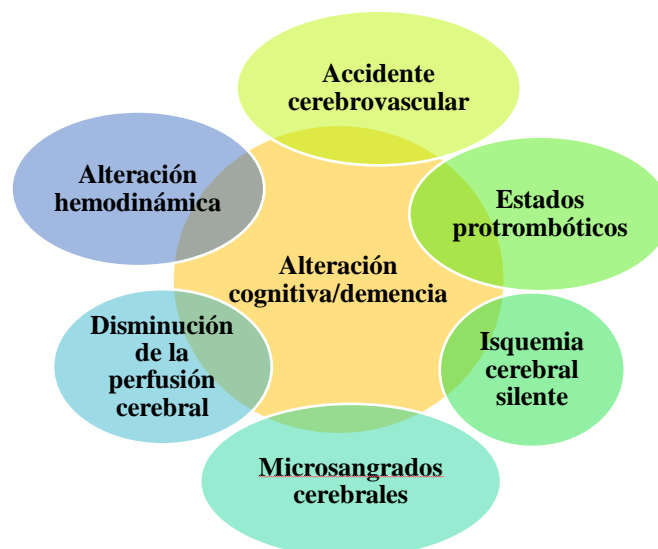 Accidente
cerebrovascular
Alteración
hemodinámica
Estados
protrombóticos
Alteración
cognitiva/demencia
Disminución
de la
perfusión
cerebral
Isquemia
cerebral
silente
Microsangrados
cerebrales